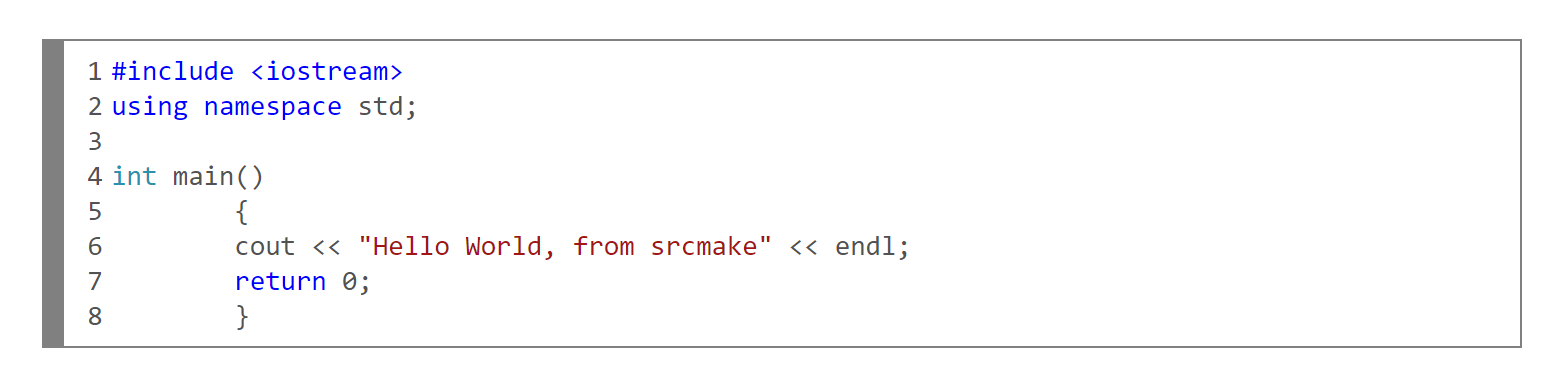 1 #include <iostream>
2 using namespace std;
3
4 int main()
5         {
6         cout << "Hello World, from srcmake" << endl;
7         return 0;
8         }